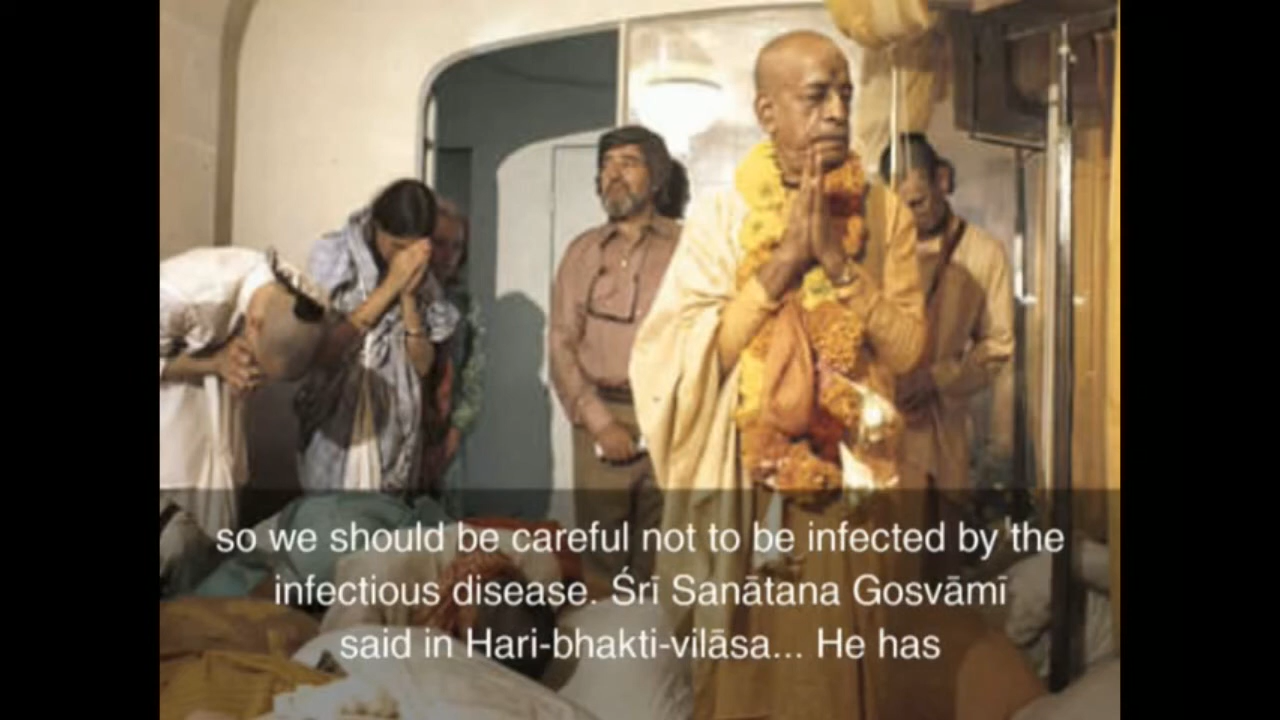 so we should be careful not to be infected by the
infectious disease. Śrī Sanātana Gosvāmī
said in Hari-bhakti-vilāsa... He has